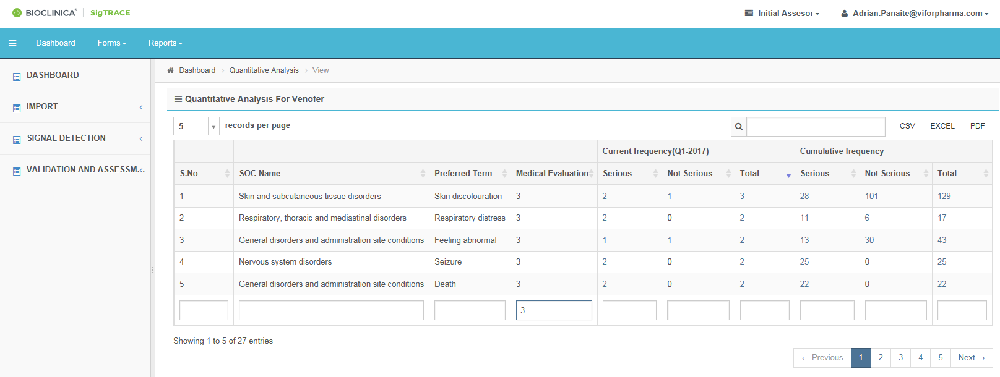 BIOCLINICA® SigTRACE
Initial Assesor
Adrian.Panaite@viforpharma.com
Dashboard Forms Reports
DASHBOARD
IMPORT
SIGNAL DETECTION
VALIDATION AND ASSESSM...
Dashboard > Quantitative Analysis > View
Quantitative Analysis For Venofer
5 records per page
CSV EXCEL PDF
Current frequency(Q1-2017) Cumulative frequency
S.No SOC Name Preferred Term Medical Evaluation Serious Not Serious Total Serious Not Serious Total
1 Skin and subcutaneous tissue disorders Skin discolouration 3 2 1 3 28 101 129
2 Respiratory, thoracic and mediastinal disorders Respiratory distress 3 2 0 2 11 6 17
3 General disorders and administration site conditions Feeling abnormal 3 1 1 2 13 30 43
4 Nervous system disorders Seizure 3 2 0 2 25 0 25
5 General disorders and administration site conditions Death 3 2 0 2 22 0 22
3
Showing 1 to 5 of 27 entries
← Previous 1 2 3 4 5 Next →